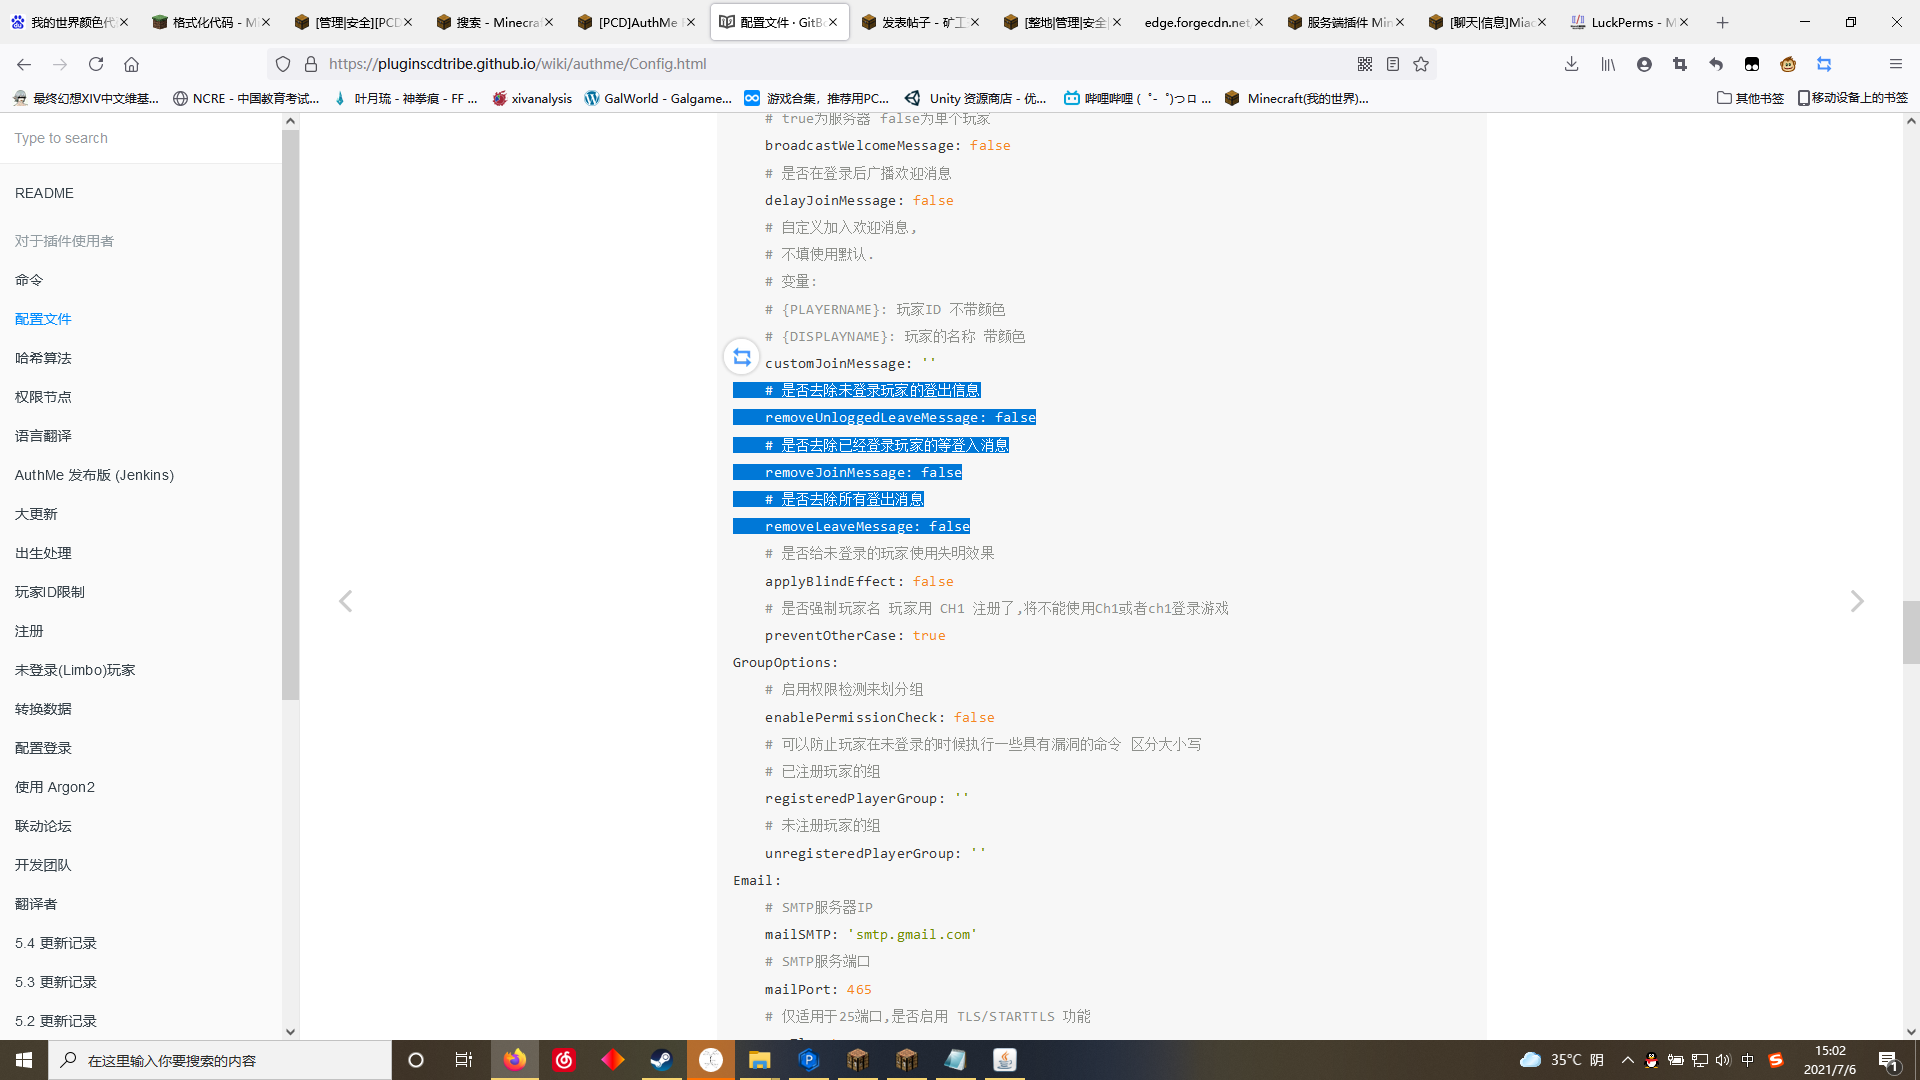 我的世界颜色代
格式化代码 - Mi
[管理|安全][PCD
搜索 - Minecraf
[PCD]AuthMe
配置文件 · GitB
发表帖子 - 矿工
[整地|管理|安全
edge.forgecdn.net/
服务端插件 Min
[聊天|信息]Mia
LuckPerms - M
https://pluginscdtribe.github.io/wiki/authme/Config.html
最终幻想XIV中文维基...
NCRE - 中国教育考试...
叶月琉 - 神拳痕 - FF ...
xivanalysis
GalWorld - Galgame...
游戏合集，推荐用PC...
Unity 资源商店 - 优...
哔哩哔哩 ( ゜- ゜)つロ ...
Minecraft(我的世界)...
其他书签
移动设备上的书签
Type to search
README
对于插件使用者
命令
配置文件
哈希算法
权限节点
语言翻译
AuthMe 发布版 (Jenkins)
大更新
出生处理
玩家ID限制
注册
未登录(Limbo)玩家
转换数据
配置登录
使用 Argon2
联动论坛
开发团队
翻译者
5.4 更新记录
5.3 更新记录
5.2 更新记录
# true为服务器 false为单个玩家
broadcastWelcomeMessage: false
# 是否在登录后广播欢迎消息
delayJoinMessage: false
# 自定义加入欢迎消息,
# 不填使用默认.
# 变量:
# {PLAYERNAME}: 玩家ID 不带颜色
# {DISPLAYNAME}: 玩家的名称 带颜色
customJoinMessage: ''
# 是否去除未登录玩家的登出信息
removeUnloggedLeaveMessage: false
# 是否去除已经登录玩家的等登入消息
removeJoinMessage: false
# 是否去除所有登出消息
removeLeaveMessage: false
# 是否给未登录的玩家使用失明效果
applyBlindEffect: false
# 是否强制玩家名 玩家用 CH1 注册了,将不能使用Ch1或者ch1登录游戏
preventOtherCase: true
GroupOptions:
# 启用权限检测来划分组
enablePermissionCheck: false
# 可以防止玩家在未登录的时候执行一些具有漏洞的命令 区分大小写
# 已注册玩家的组
registeredPlayerGroup: ''
# 未注册玩家的组
unregisteredPlayerGroup: ''
Email:
# SMTP服务器IP
mailSMTP: 'smtp.gmail.com'
# SMTP服务端口
mailPort: 465
# 仅适用于25端口,是否启用 TLS/STARTTLS 功能
在这里输入你要搜索的内容
35°C 阴
中
15:02
2021/7/6
1